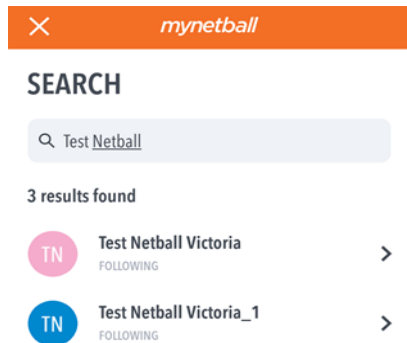 mynetball
SEARCH
Test Netball
3 results found
TN
Test Netball Victoria
FOLLOWING
TN
Test Netball Victoria_1
FOLLOWING